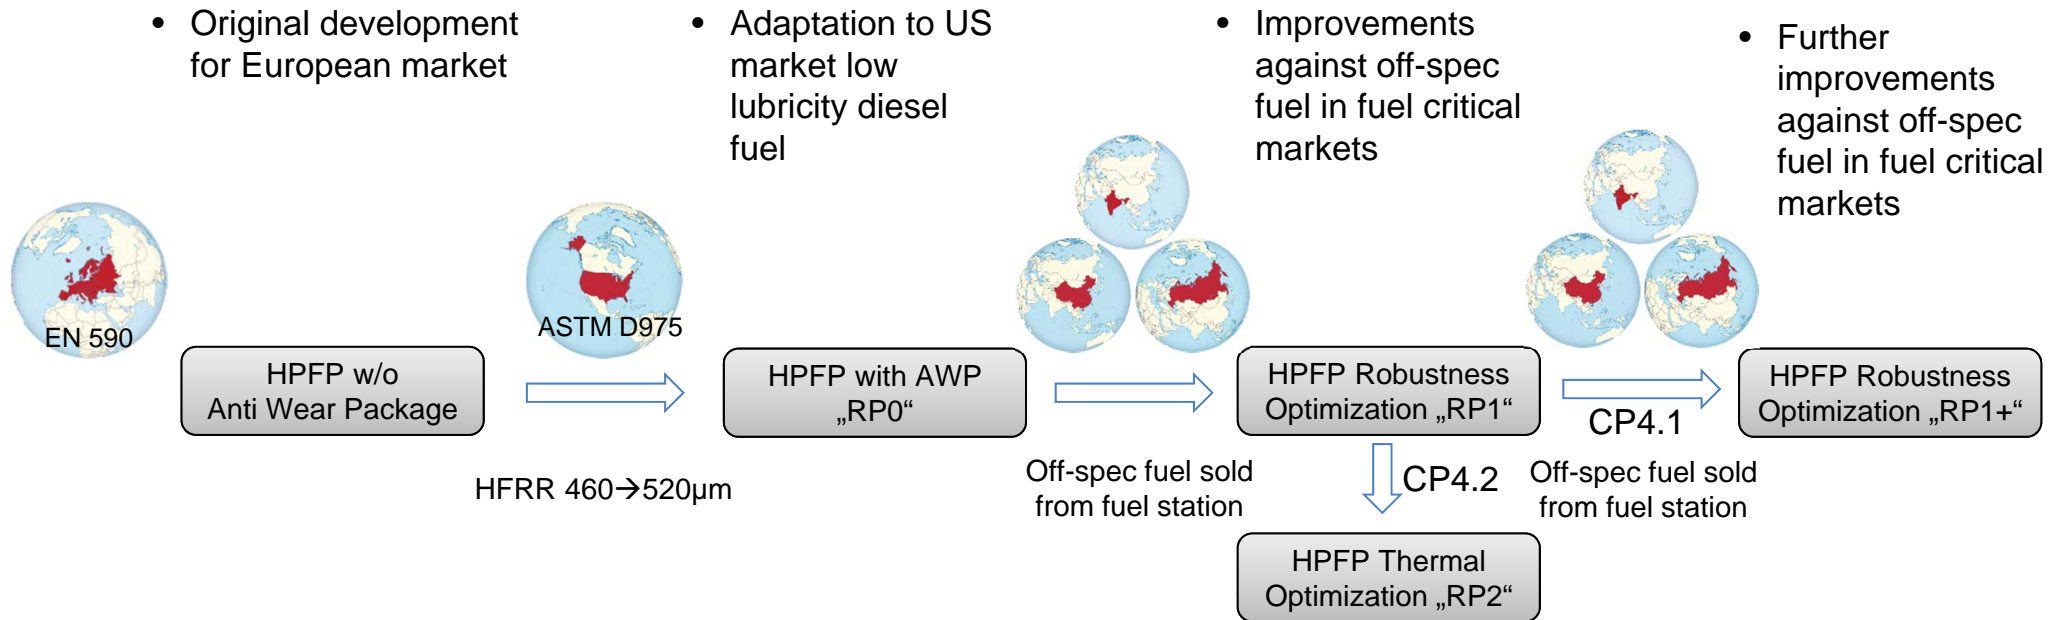 • Original development
for European market
• Adaptation to US
market low
lubricity diesel
fuel
• Improvements
against off-spec
fuel in fuel critical
markets
• Further
improvements
against off-spec
fuel in fuel critical
markets
EN 590
ASTM D975
HPFP w/o
Anti Wear Package
HPFP with AWP
„RP0“
HPFP Robustness
Optimization „RP1“
CP4.1
HPFP Robustness
Optimization „RP1+“
HFRR 460→520µm
Off-spec fuel sold
from fuel station
CP4.2
Off-spec fuel sold
from fuel station
HPFP Thermal
Optimization „RP2“